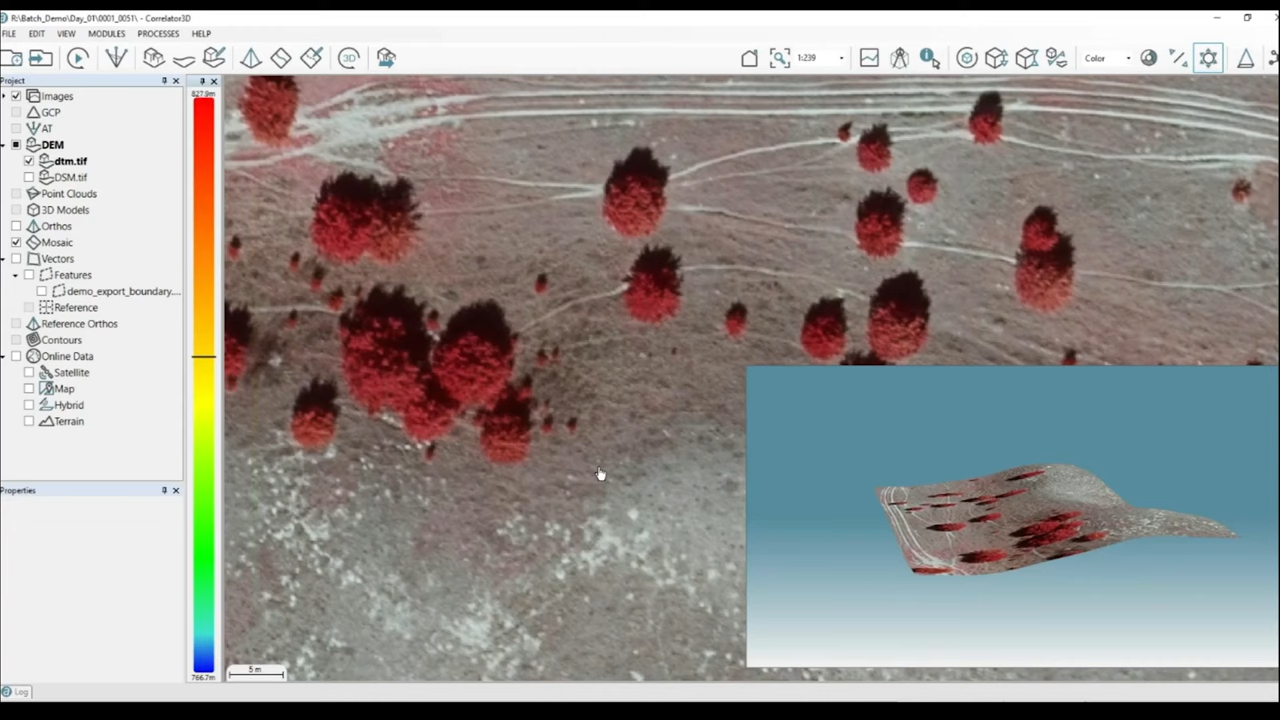 R:\Batch_Demo\Day_01\0001_0051\ - Correlator3D
FILE EDIT VIEW MODULES PROCESSES HELP
3D 1:239 Color
Project
827.9m
Images
GCP
AT
DEM
dtm.tif
DSM.tif
Point Clouds
3D Models
Orthos
Mosaic
Vectors
Features
demo_export_boundary....
Reference
Reference Orthos
Contours
Online Data
Satellite
Map
Hybrid
Terrain
Properties
766.7m
5 m
Log